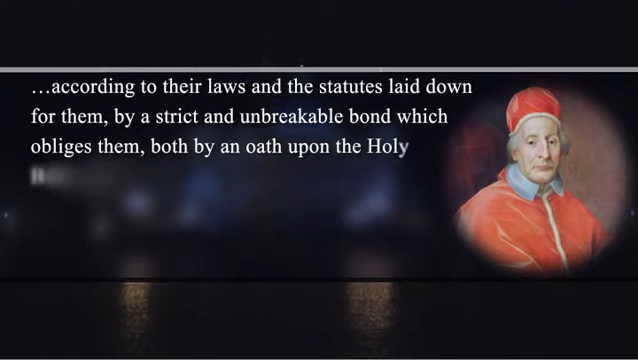 …according to their laws and the statutes laid down
for them, by a strict and unbreakable bond which
obliges them, both by an oath upon the Holy